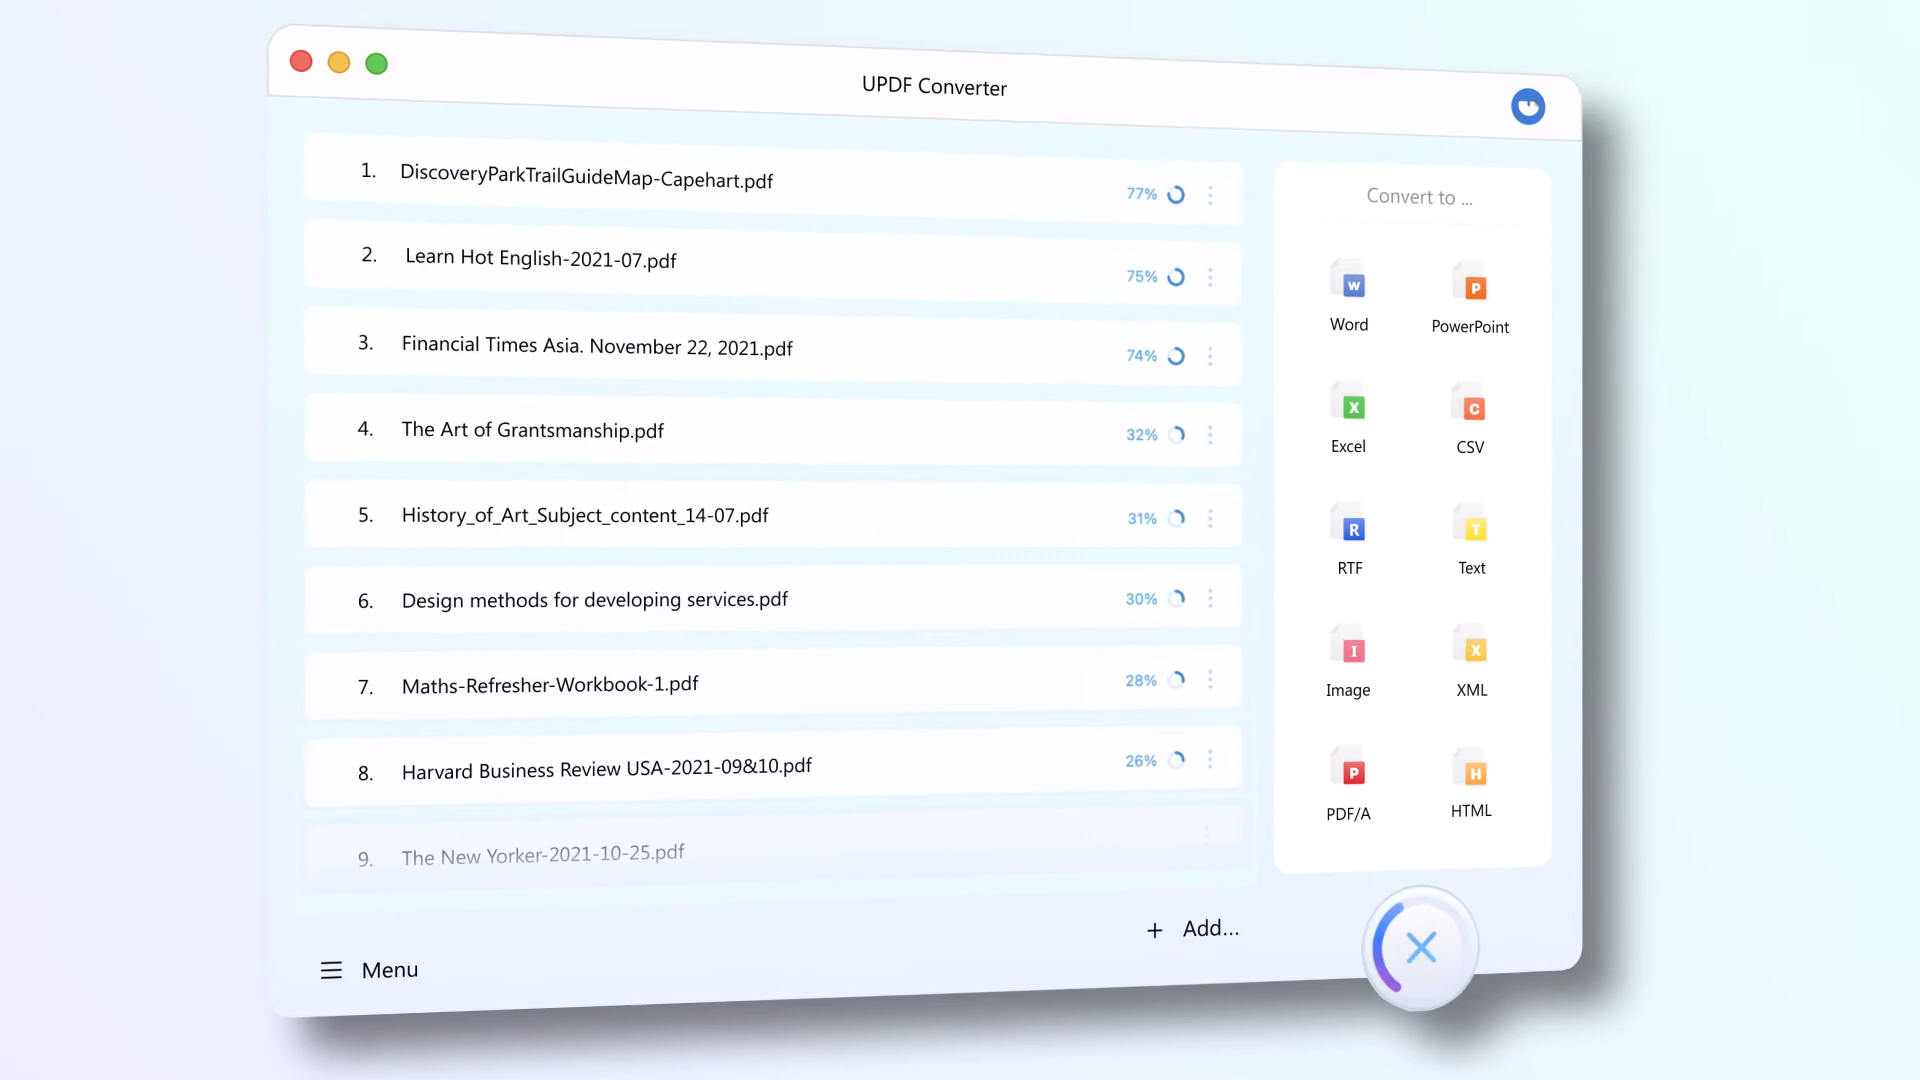 UPDF Converter
1. DiscoveryParkTrailGuideMap-Capehart.pdf 77%
2. Learn Hot English-2021-07.pdf 75%
3. Financial Times Asia. November 22, 2021.pdf 74%
4. The Art of Grantsmanship.pdf 32%
5. History_of_Art_Subject_content_14-07.pdf 31%
6. Design methods for developing services.pdf 30%
7. Maths-Refresher-Workbook-1.pdf 28%
8. Harvard Business Review USA-2021-09&10.pdf 26%
9. The New Yorker-2021-10-25.pdf
+ Add...
Menu
Convert to ...
W P
Word PowerPoint
X C
Excel CSV
R T
RTF Text
I X
Image XML
P H
PDF/A HTML